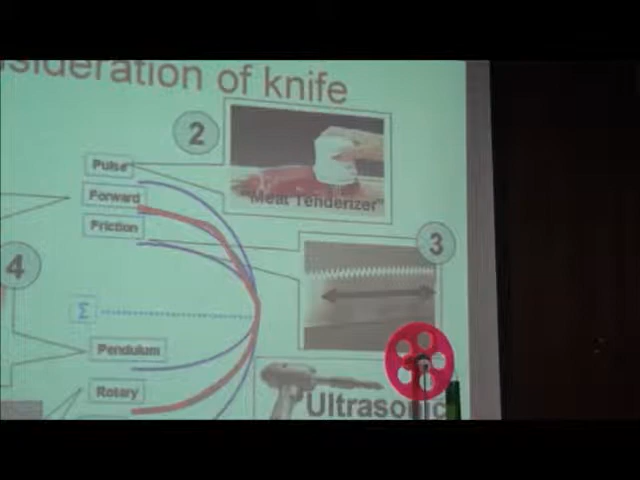 sideration of knife
2
Pulse
Forward
"Meat Tenderizer"
Friction
3
4
Σ
Pendulum
Rotary
Ultrasonic